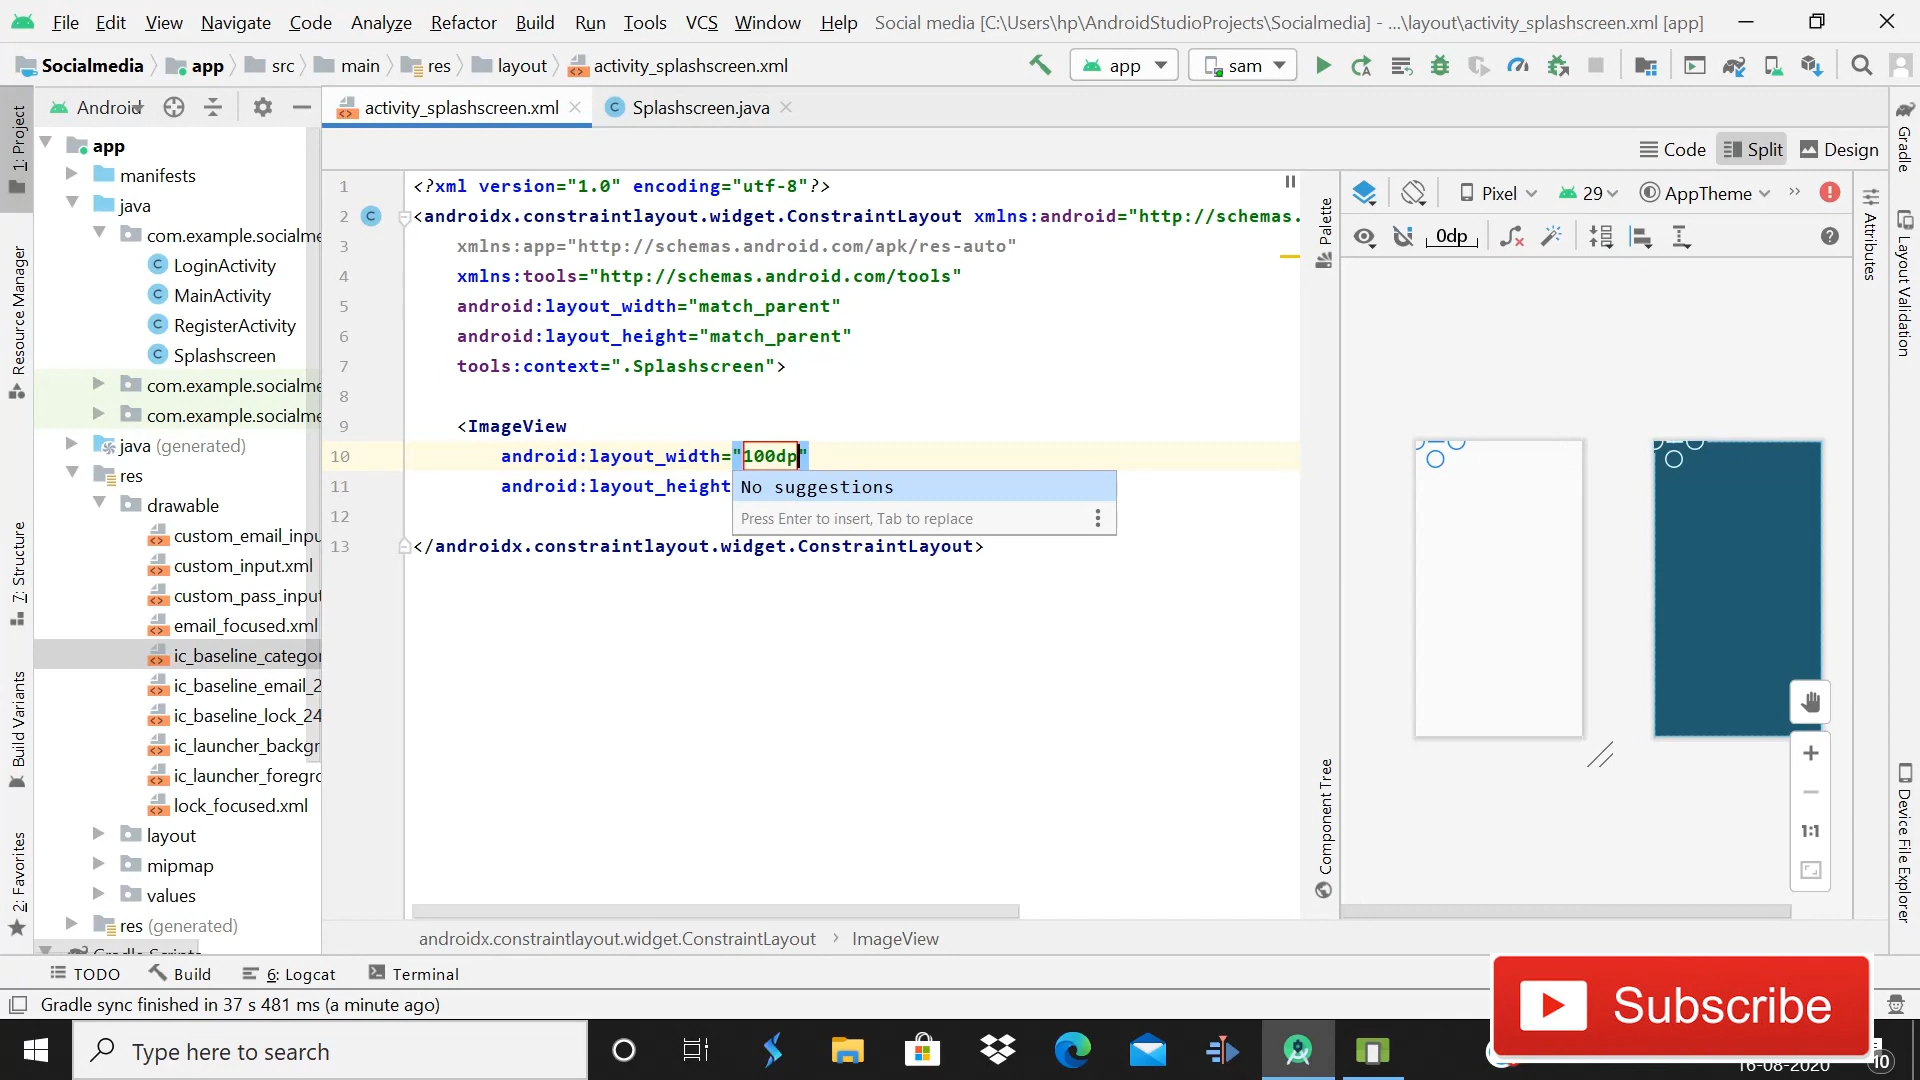 File Edit View Navigate Code Analyze Refactor Build Run Tools VCS Window Help Social media [C:\Users\hp\AndroidStudioProjects\Socialmedia] - ...\layout\activity_splashscreen.xml [app]
Socialmedia app src main res layout activity_splashscreen.xml app sam
Android activity_splashscreen.xml Splashscreen.java
Code Split Design
1: Project
Resource Manager
7: Structure
Build Variants
2: Favorites
app
manifests
java
com.example.socialme
LoginActivity
MainActivity
RegisterActivity
Splashscreen
com.example.socialme
com.example.socialme
java (generated)
res
drawable
custom_email_inpu
custom_input.xml
custom_pass_input
email_focused.xml
ic_baseline_categor
ic_baseline_email_2
ic_baseline_lock_24
ic_launcher_backgr
ic_launcher_foregro
lock_focused.xml
layout
mipmap
values
res (generated)
1 <?xml version="1.0" encoding="utf-8"?>
2 <androidx.constraintlayout.widget.ConstraintLayout xmlns:android="http://schemas.
3 xmlns:app="http://schemas.android.com/apk/res-auto"
4 xmlns:tools="http://schemas.android.com/tools"
5 android:layout_width="match_parent"
6 android:layout_height="match_parent"
7 tools:context=".Splashscreen">
8
9 <ImageView
10 android:layout_width="100dp"
11 android:layout_height
No suggestions
Press Enter to insert, Tab to replace
12
13 </androidx.constraintlayout.widget.ConstraintLayout>
androidx.constraintlayout.widget.ConstraintLayout › ImageView
Palette
Component Tree
Pixel 29 AppTheme
0dp
1:1
Attributes
Gradle
Layout Validation
Device File Explorer
TODO Build 6: Logcat Terminal
Gradle sync finished in 37 s 481 ms (a minute ago)
Subscribe
Type here to search
16-08-2020
10